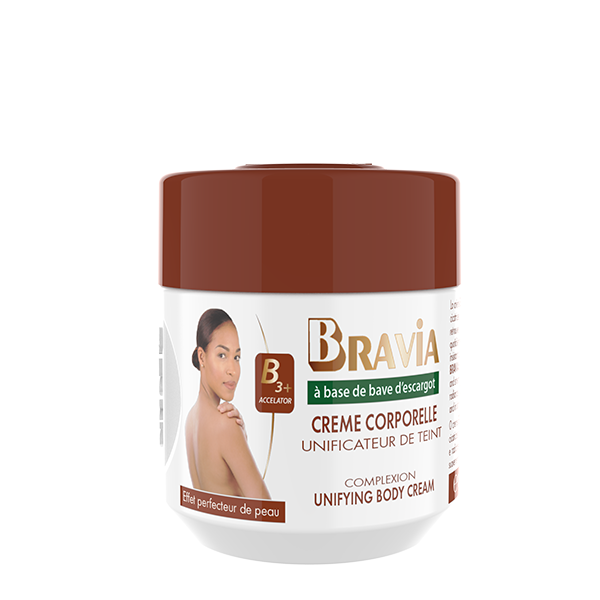 BRAVIA
à base de bave d'escargot
CREME CORPORELLE
UNIFICATEUR DE TEINT
COMPLEXION
UNIFYING BODY CREAM
B
3+
ACCELATOR
Effet perfecteur de peau